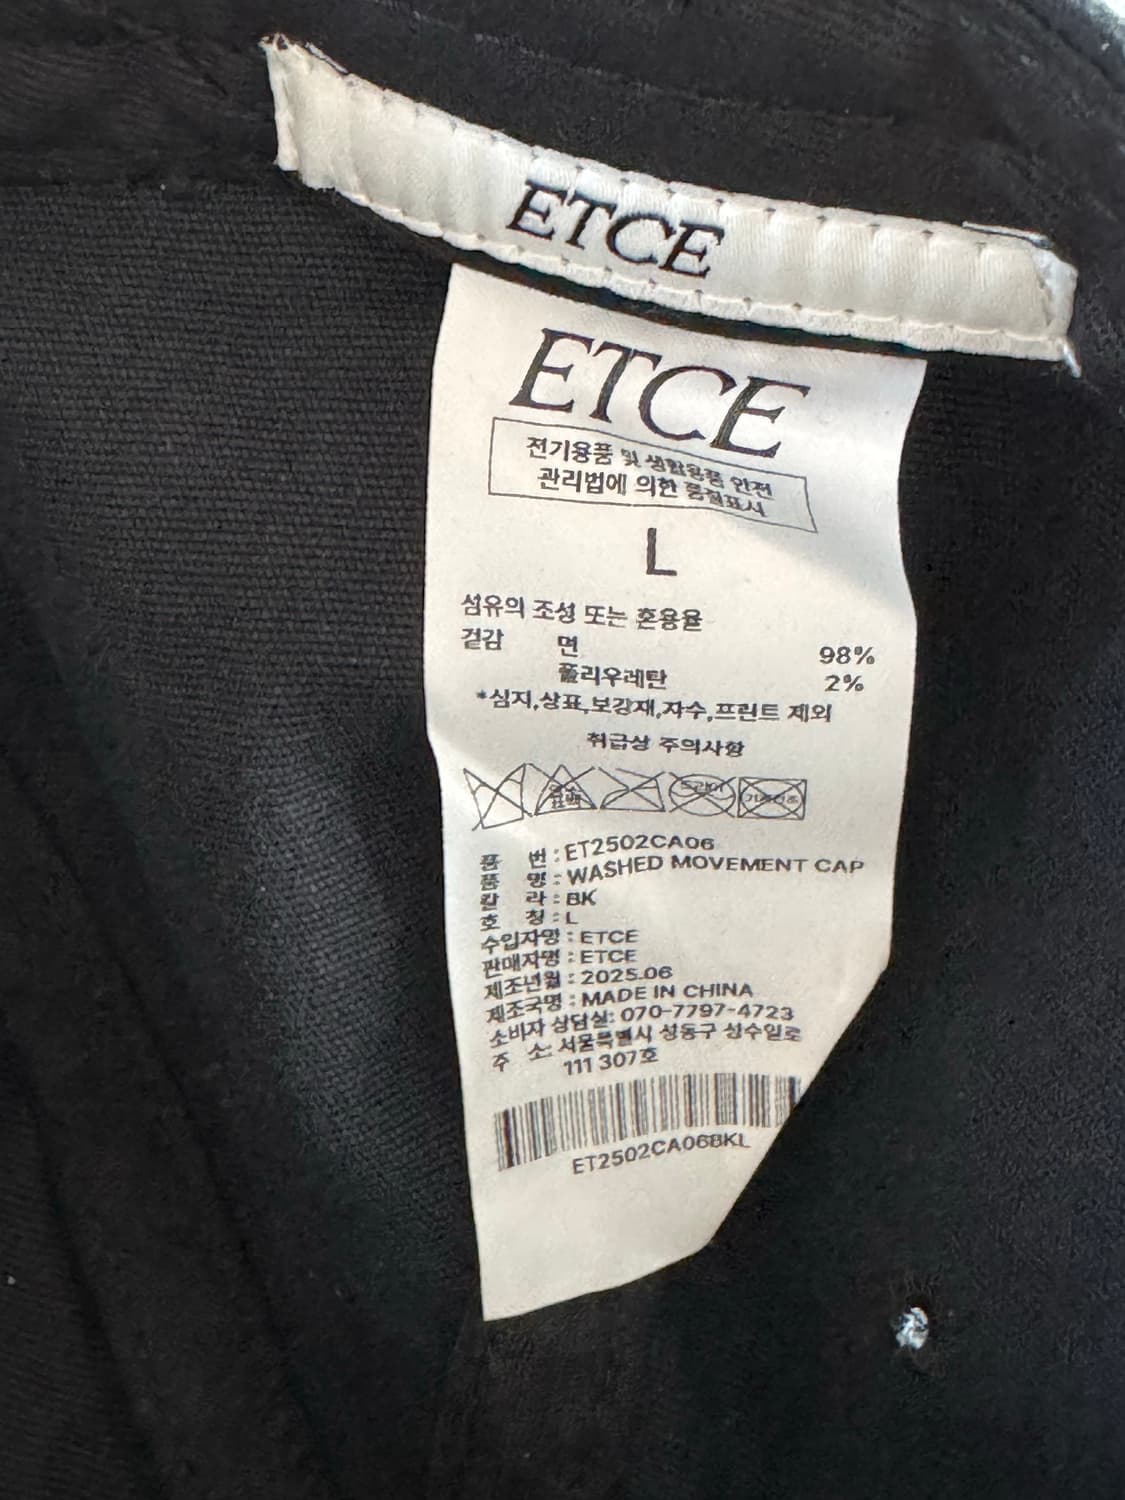 ETCE
ETCE
전기용품 및 생활용품 안전
관리법에 의한 품질표시
L
섬유의 조성 또는 혼용율
겉감 면 98%
폴리우레탄 2%
*심지,상표,보강재,자수,프린트 제외
취급상 주의사항
드라이
품 번 : ET2502CA06
품 명 : WASHED MOVEMENT CAP
칼 라 : BK
호 칭 : L
수입자명 : ETCE
판매자명 : ETCE
제조년월 : 2025.06
제조국명 : MADE IN CHINA
소비자 상담실: 070-7797-4723
주 소: 서울특별시 성동구 성수일로
111 307호
ET2502CA06BKL